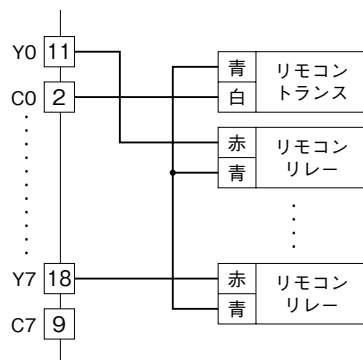 Y0 11
C0 2
Y7 18
C7 9
青
白
リモコン
トランス
赤
青
リモコン
リレー
赤
青
リモコン
リレー